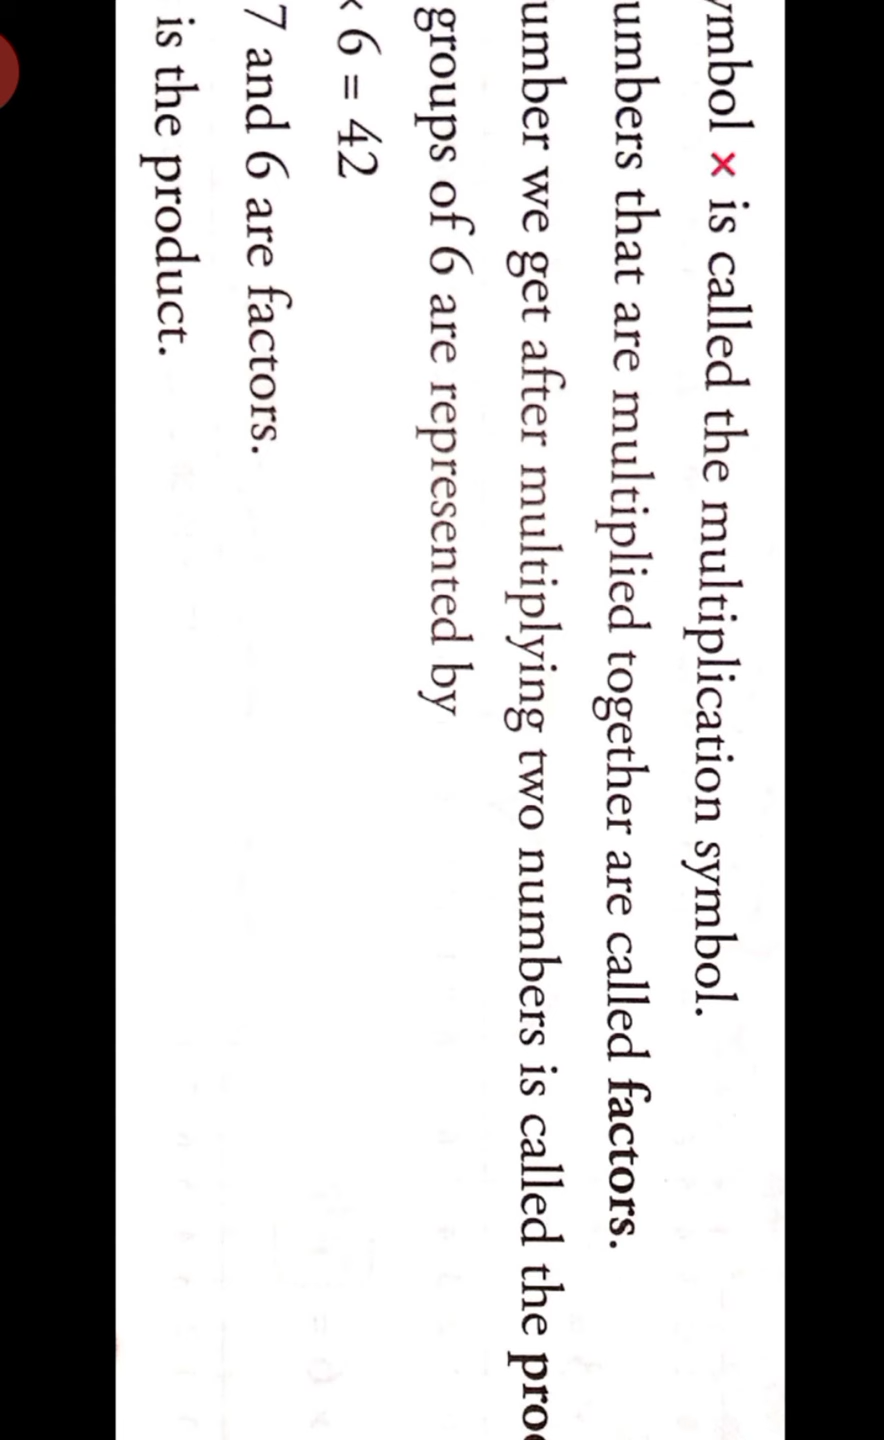 ymbol × is called the multiplication symbol.
umbers that are multiplied together are called factors.
umber we get after multiplying two numbers is called the pro
groups of 6 are represented by
× 6 = 42
7 and 6 are factors.
is the product.